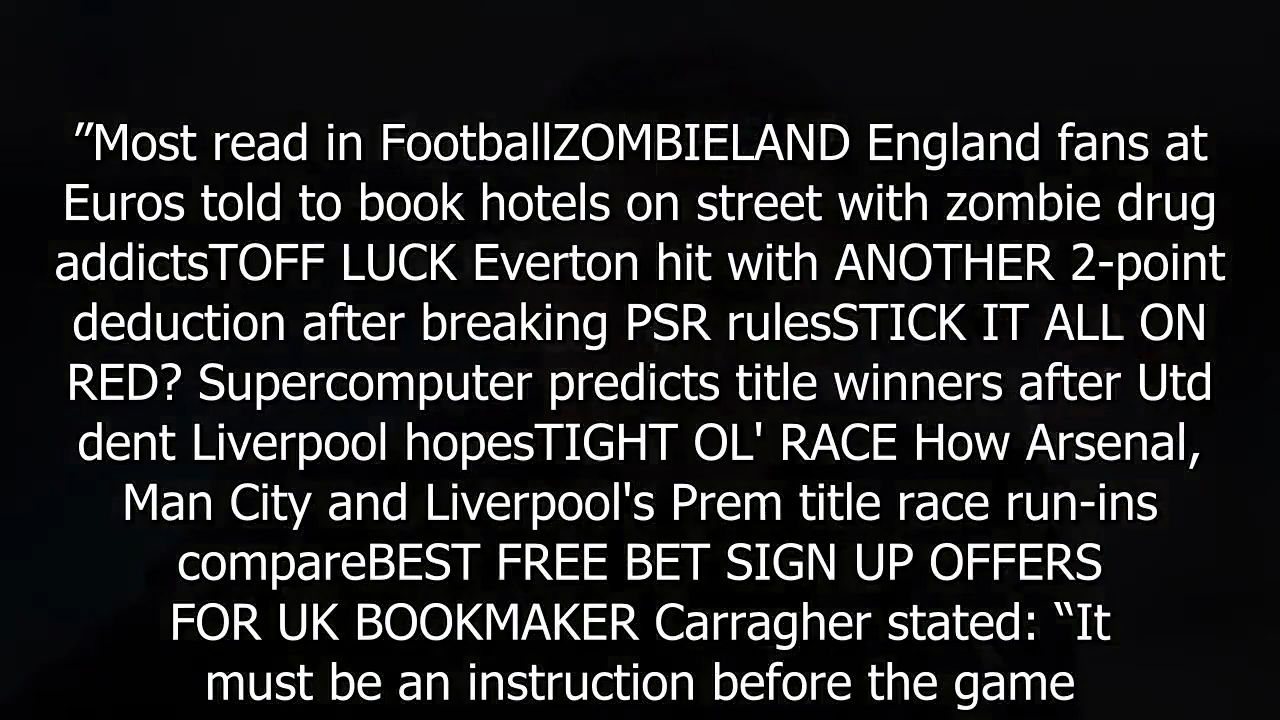 ”Most read in FootballZOMBIELAND England fans at
Euros told to book hotels on street with zombie drug
addictsTOFF LUCK Everton hit with ANOTHER 2-point
deduction after breaking PSR rulesSTICK IT ALL ON
RED? Supercomputer predicts title winners after Utd
dent Liverpool hopesTIGHT OL' RACE How Arsenal,
Man City and Liverpool's Prem title race run-ins
compareBEST FREE BET SIGN UP OFFERS
FOR UK BOOKMAKER Carragher stated: “It
must be an instruction before the game